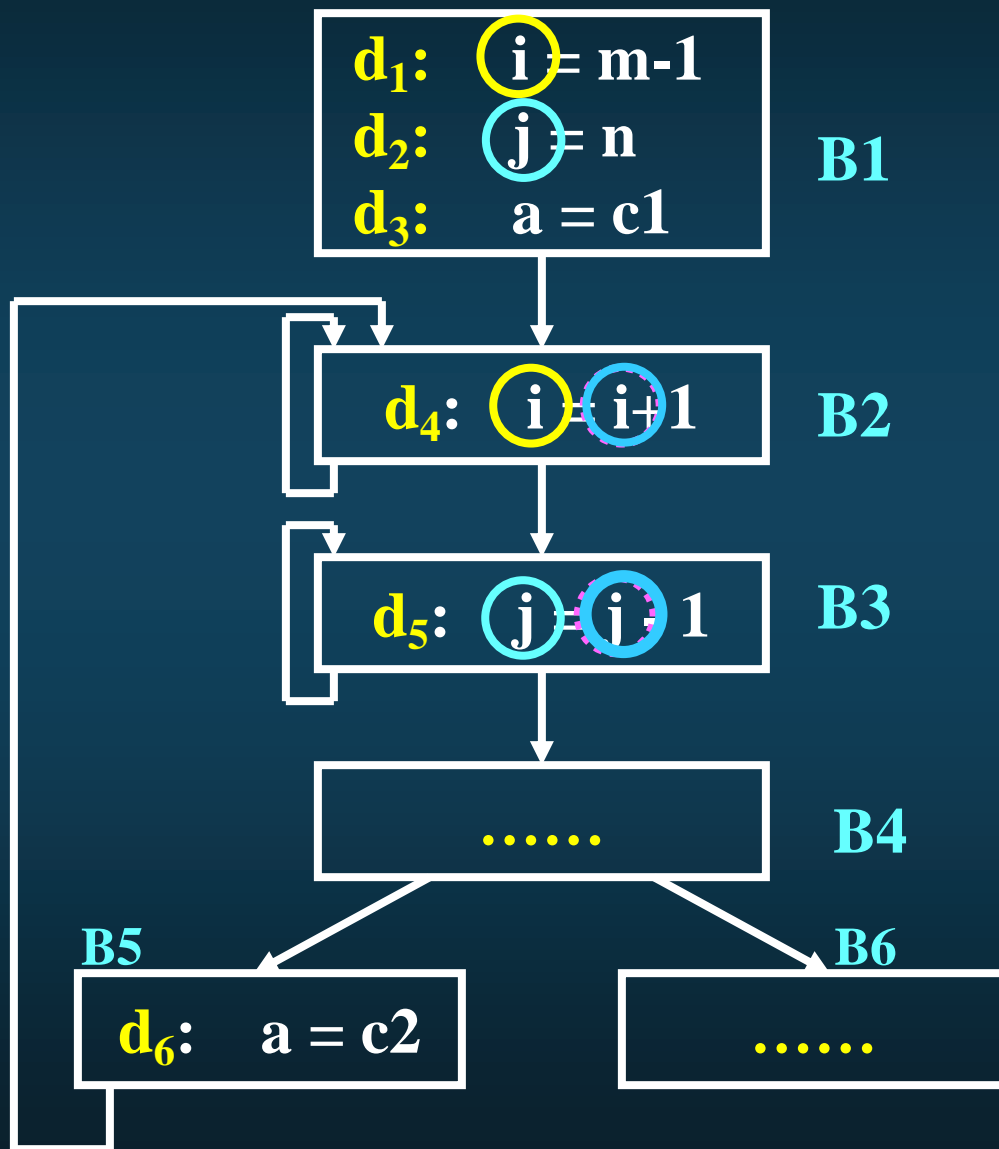 d₁: i = m-1
d₂: j = n
B1
d₃: a = c1
d₄: i = i+1
B2
d₅: j = j - 1
B3
......
B4
B5
B6
d₆: a = c2
......